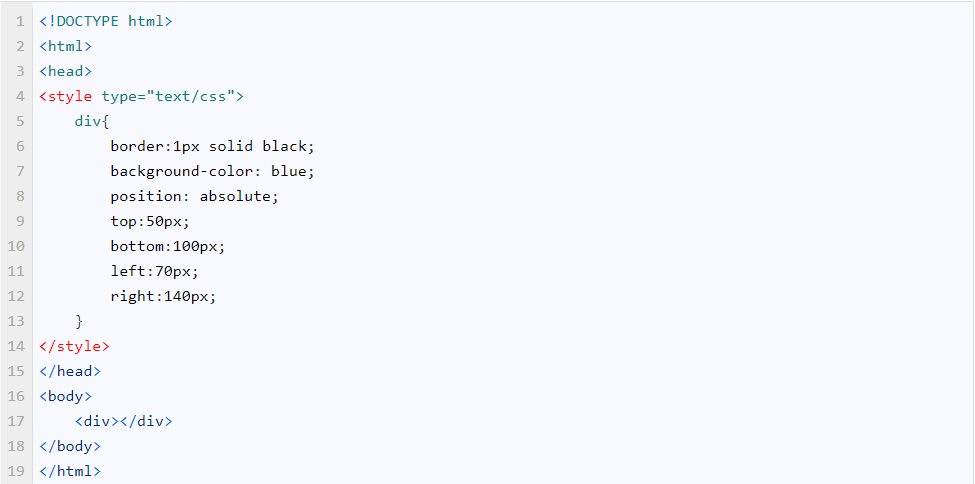 1 <!DOCTYPE html>
2 <html>
3 <head>
4 <style type="text/css">
5     div{
6         border:1px solid black;
7         background-color: blue;
8         position: absolute;
9         top:50px;
10         bottom:100px;
11         left:70px;
12         right:140px;
13     }
14 </style>
15 </head>
16 <body>
17     <div></div>
18 </body>
19 </html>